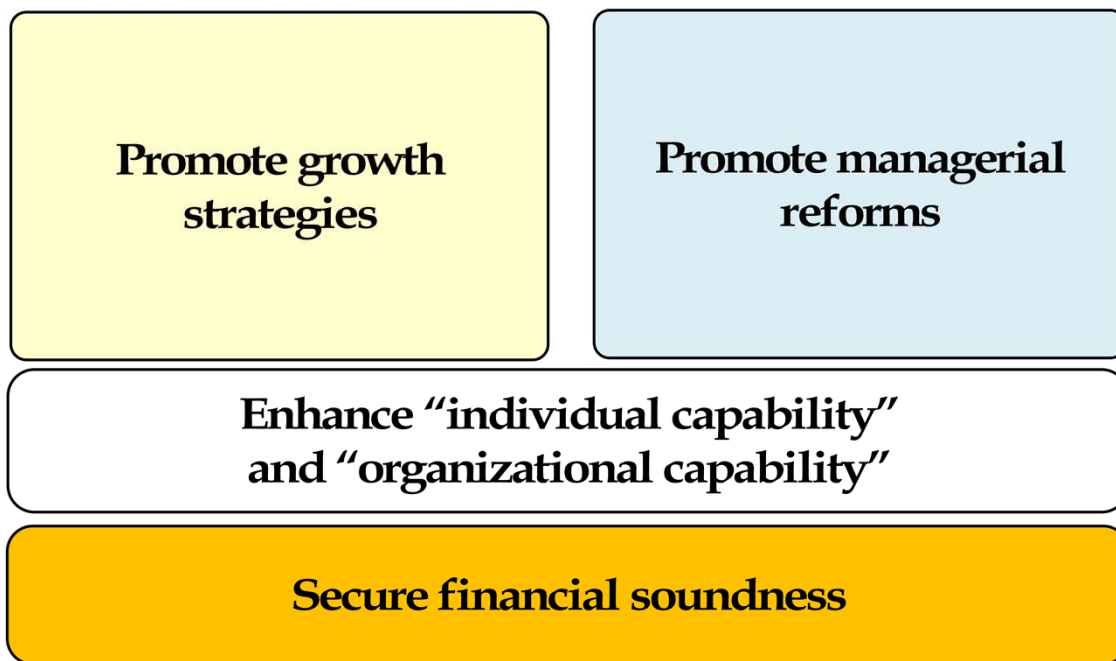 Promote growth
strategies
Promote managerial
reforms
Enhance “individual capability”
and “organizational capability”
Secure financial soundness